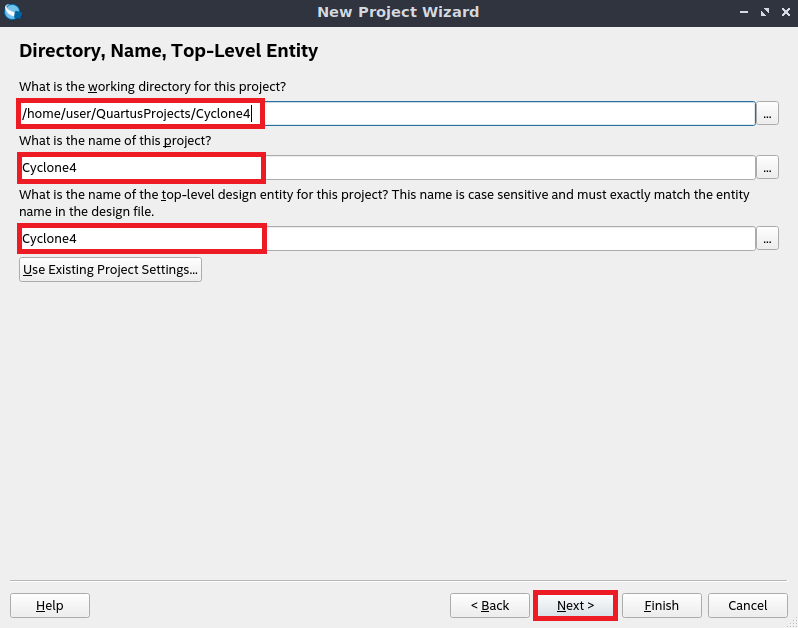 New Project Wizard
Directory, Name, Top-Level Entity
What is the working directory for this project?
/home/user/QuartusProjects/Cyclone4
...
What is the name of this project?
Cyclone4
...
What is the name of the top-level design entity for this project? This name is case sensitive and must exactly match the entity
name in the design file.
Cyclone4
...
Use Existing Project Settings...
Help
< Back
Next >
Finish
Cancel